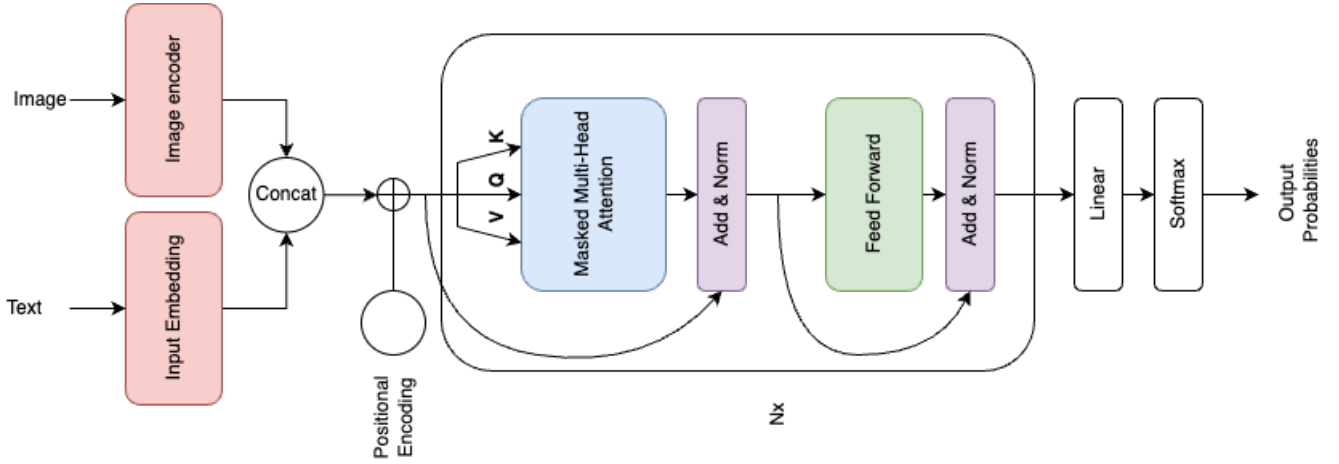 Image
Image encoder
Text
Input Embedding
Concat
Positional
Encoding
K
Q
V
Masked Multi-Head
Attention
Add & Norm
Feed Forward
Add & Norm
Nx
Linear
Softmax
Output
Probabilities